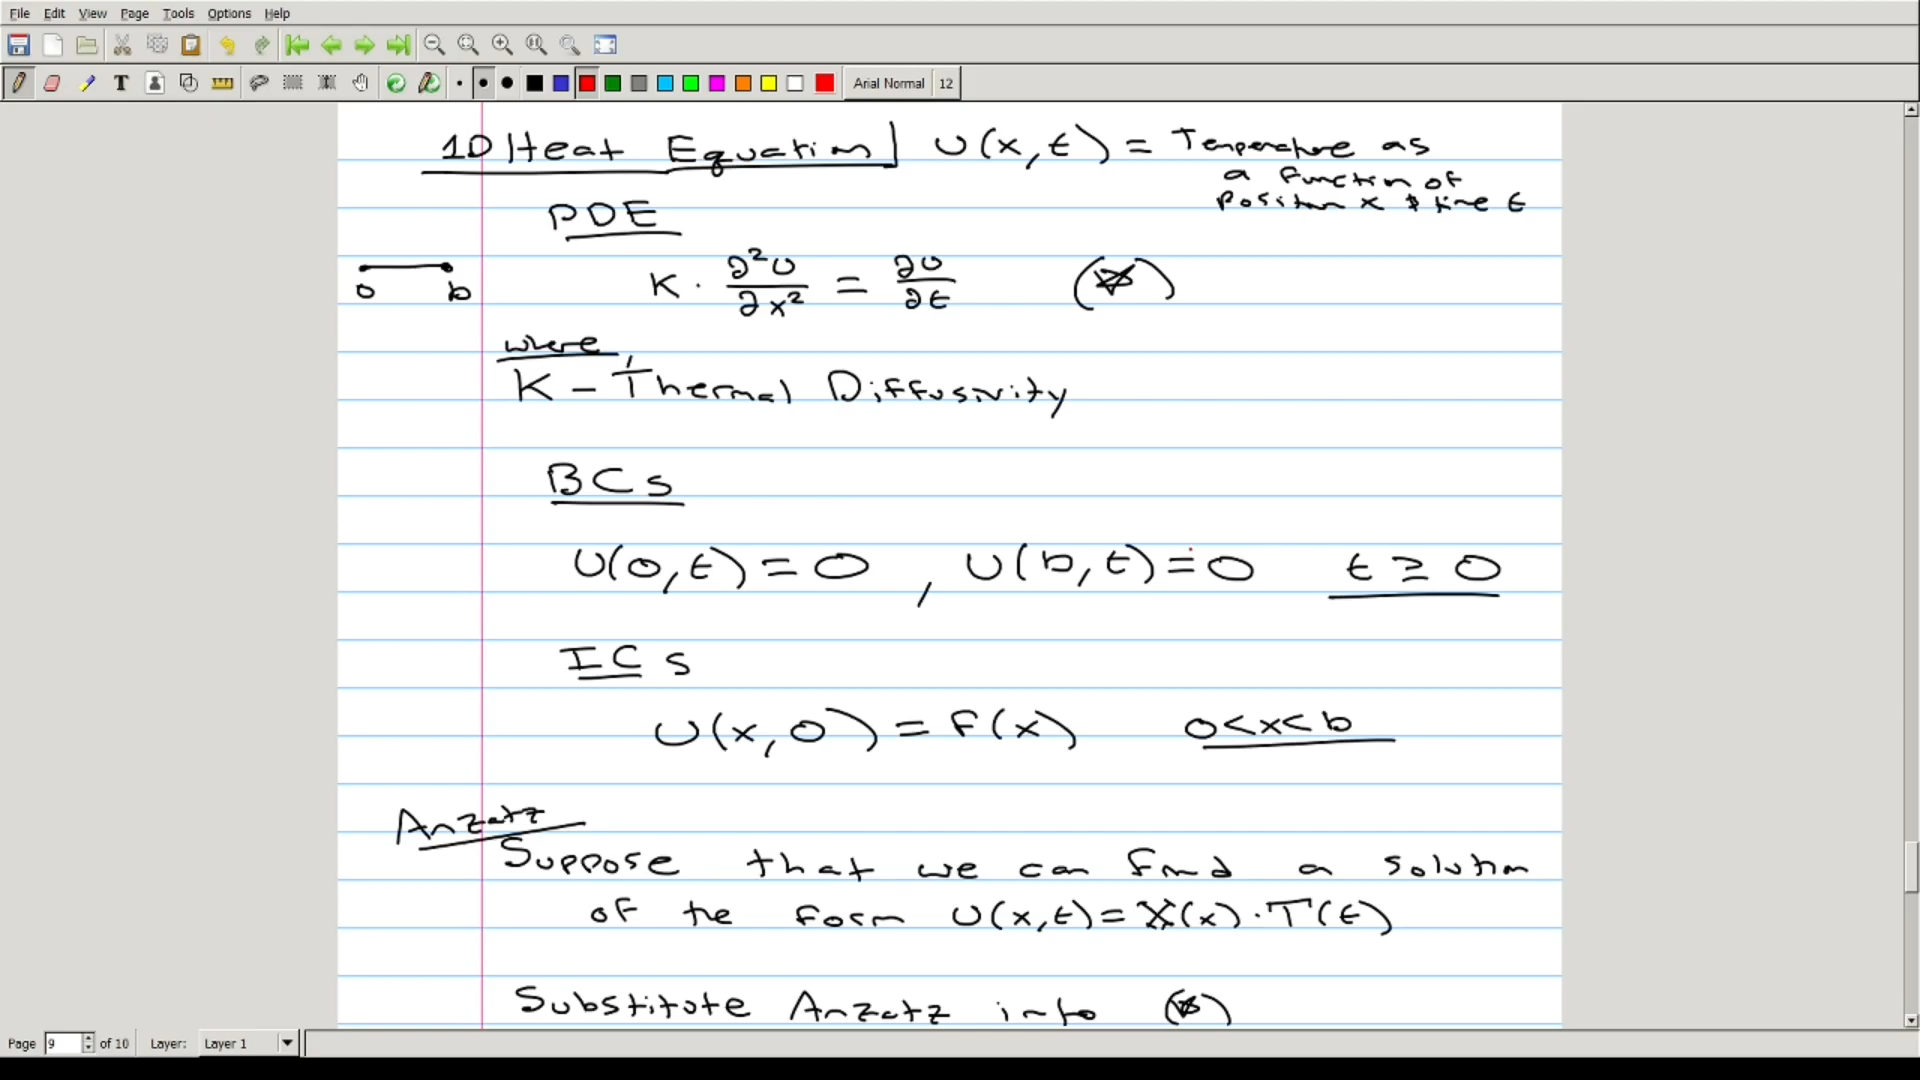 File Edit View Page Tools Options Help
Arial Normal 12
1D Heat Equation U(x,t) = Temperature as
a function of
position x & time t
PDE
0 b
K · ∂²U/∂x² = ∂U/∂t (☆)
where
K – Thermal Diffusivity
BCs
U(0,t) = 0 , U(b,t) = 0 t ≥ 0
ICs
U(x,0) = f(x) 0<x<b
Anzatz
Suppose that we can find a solution
of the form U(x,t) = X(x) · T(t)
Substitute Anzatz into (☆)
Page 9 of 10 Layer: Layer 1